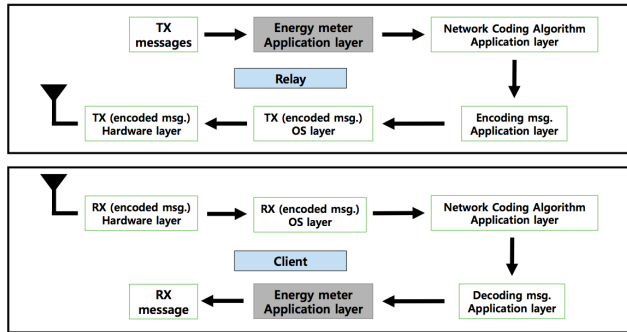 TX
messages
Energy meter
Application layer
Network Coding Algorithm
Application layer
Relay
TX (encoded msg.)
Hardware layer
TX (encoded msg.)
OS layer
Encoding msg.
Application layer
RX (encoded msg.)
Hardware layer
RX (encoded msg.)
OS layer
Network Coding Algorithm
Application layer
Client
RX
message
Energy meter
Application layer
Decoding msg.
Application layer